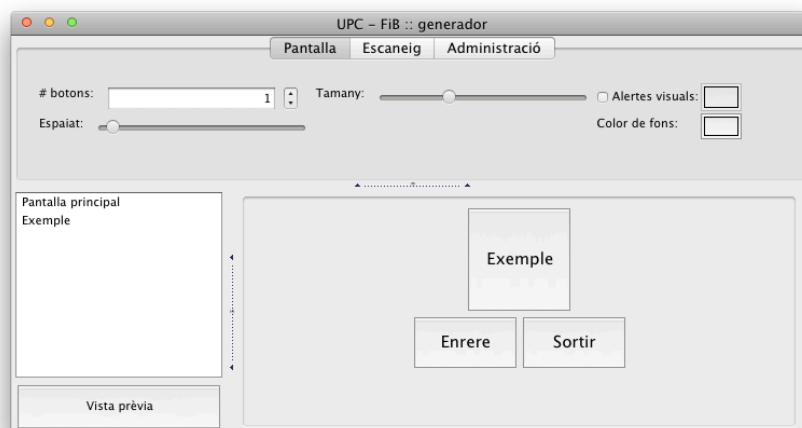 UPC – FiB :: generador
Pantalla Escaneig Administració
# botons: 1 Tamany: Alertes visuals:
Espaiat: Color de fons:
Pantalla principal
Exemple
Exemple
Enrere Sortir
Vista prèvia